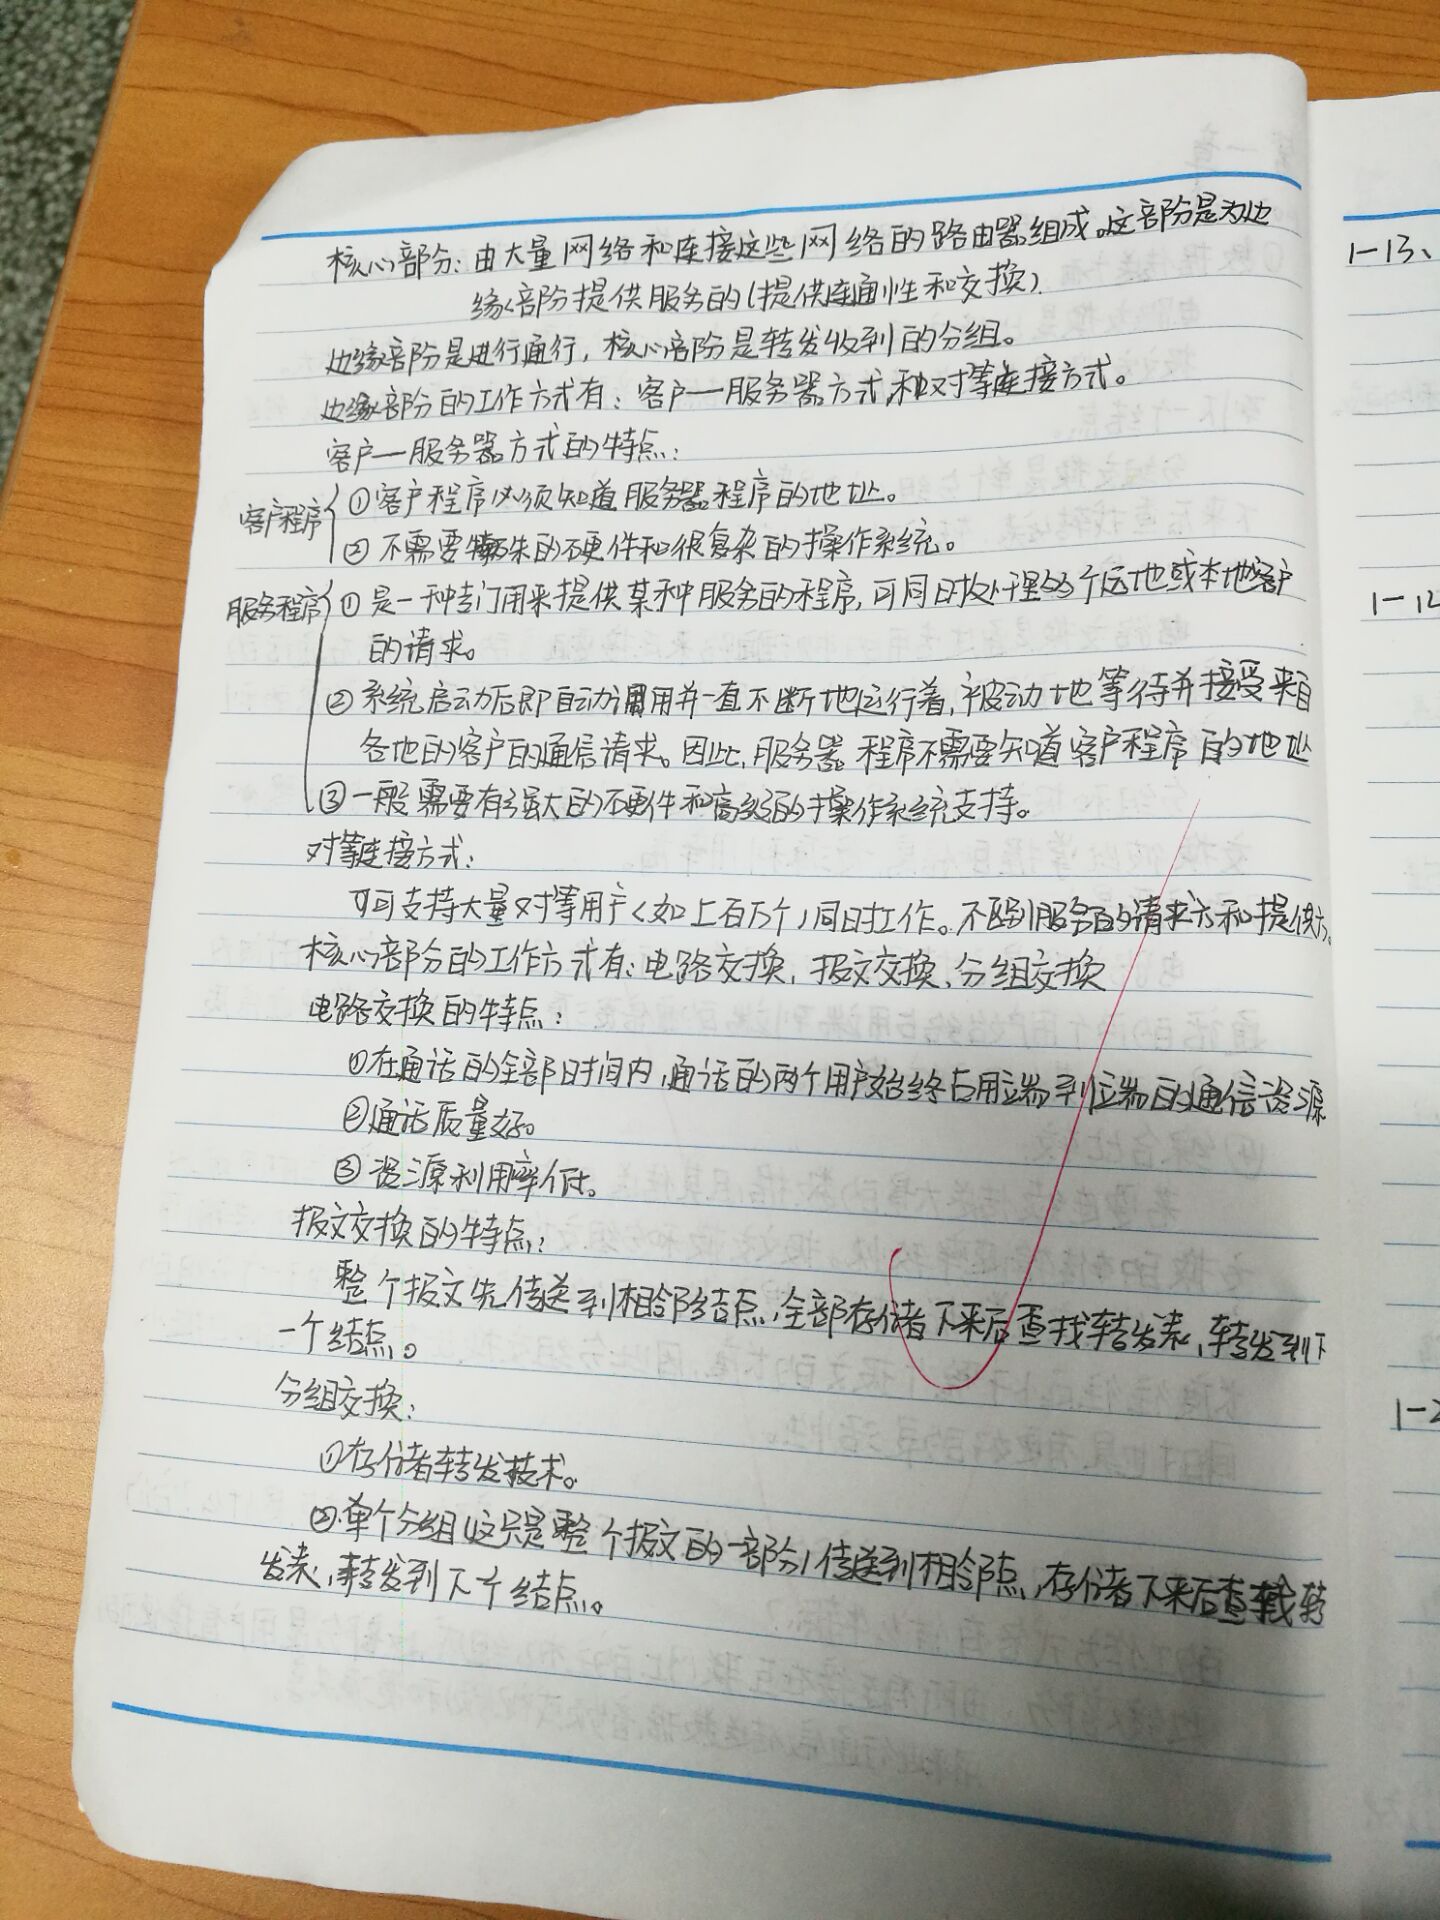 核心部分:由大量网络和连接这些网络的路由器组成。这部份是为边
缘部份提供服务的(提供连通性和交换)
边缘部份是进行通行,核心部份是转发收到的分组。
边缘部分的工作方式有:客户一服务器方式和对等连接方式。
客户一服务器方式的特点:
客户程序 ①客户程序必须知道服务器程序的地址。
②不需要特殊的硬件和很复杂的操作系统。
服务程序 ①是一种专门用来提供某种服务的程序,可同时处理多个远地或本地客户
的请求。
②系统启动后即自动调用并一直不断地运行着,被动地等待并接受来自
各地的客户的通信请求。因此,服务器程序不需要知道客户程序的地址
③一般需要有强大的硬件和高级的操作系统支持。
对等连接方式:
可支持大量对等用户(如上百万个)同时工作。不区别服务的请求方和提供方。
核心部分的工作方式有:电路交换,报文交换、分组交换
电路交换的特点:
①在通话的全部时间内,通话的两个用户始终占用端到端的通信资源
②通话质量好。
③资源利用率低。
报文交换的特点:
整个报文先传送到相邻结点,全部存储下来后查找转发表,转发到下
一个结点。
分组交换:
①存储转发技术。
②单个分组(这只是整个报文的一部分)传送到相邻点,存储下来后查找转
发表,转发到下个结点。
1-13、
1-1
1-2